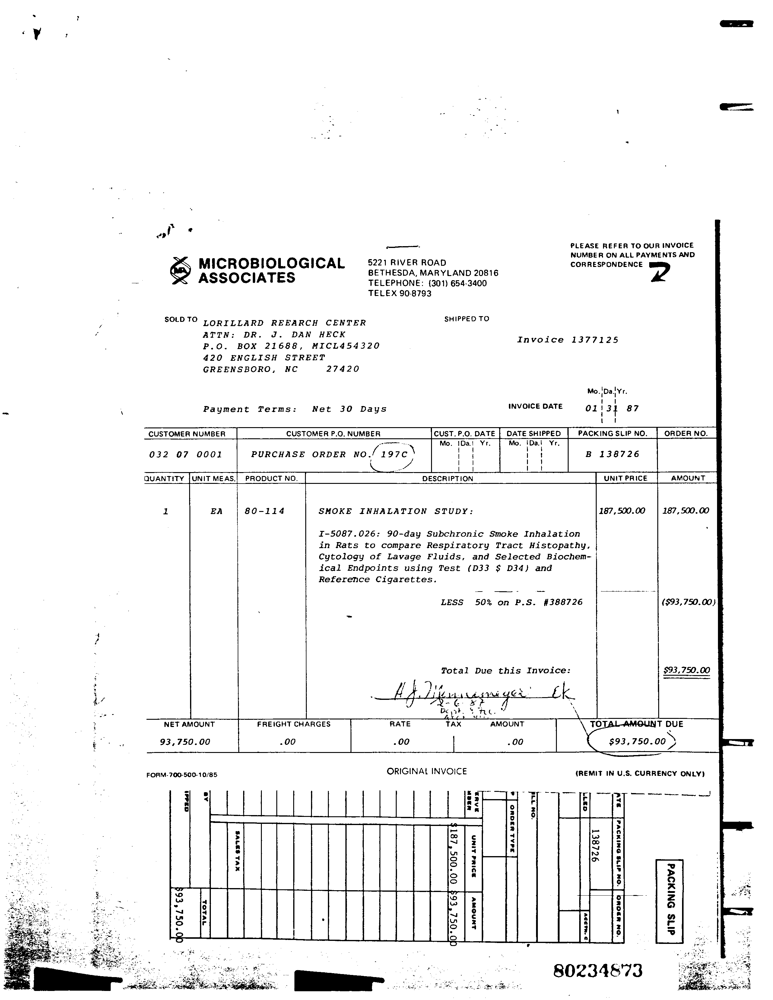 PLEASE REFER TO OUR INVOICE
NUMBER ON ALL PAYMENTS AND
CORRESPONDENCE
MICROBIOLOGICAL
ASSOCIATES
5221 RIVER ROAD
BETHESDA, MARYLAND 20816
TELEPHONE: (301) 654-3400
TELEX 90-8793
SOLD TO LORILLARD REEARCH CENTER
ATTN: DR. J. DAN HECK
P.O. BOX 21688, MICL454320
420 ENGLISH STREET
GREENSBORO, NC 27420
SHIPPED TO
Invoice 1377125
Payment Terms: Net 30 Days
INVOICE DATE
Mo. Da. Yr.
01 31 87
CUSTOMER NUMBER CUSTOMER P.O. NUMBER CUST. P.O. DATE DATE SHIPPED PACKING SLIP NO. ORDER NO.
Mo. Da. Yr. Mo. Da. Yr.
032 07 0001 PURCHASE ORDER NO. 197C B 138726
QUANTITY UNIT MEAS. PRODUCT NO. DESCRIPTION UNIT PRICE AMOUNT
1 EA 80-114 SMOKE INHALATION STUDY: 187,500.00 187,500.00
I-5087.026: 90-day Subchronic Smoke Inhalation
in Rats to compare Respiratory Tract Histopathy,
Cytology of Lavage Fluids, and Selected Biochem-
ical Endpoints using Test (D33 $ D34) and
Reference Cigarettes.
LESS 50% on P.S. #388726 ($93,750.00)
Total Due this Invoice: $93,750.00
2-6-87
NET AMOUNT FREIGHT CHARGES RATE TAX AMOUNT TOTAL AMOUNT DUE
93,750.00 .00 .00 .00 $93,750.00
FORM-700-500-10/85
ORIGINAL INVOICE
(REMIT IN U.S. CURRENCY ONLY)
PACKING SLIP
PACKING SLIP NO. ORDER NO.
138726
ORDER TYPE
UNIT PRICE AMOUNT
$187,500.00 $93,750.00
SALES TAX
BY
TOTAL
$93,750.00
80234873